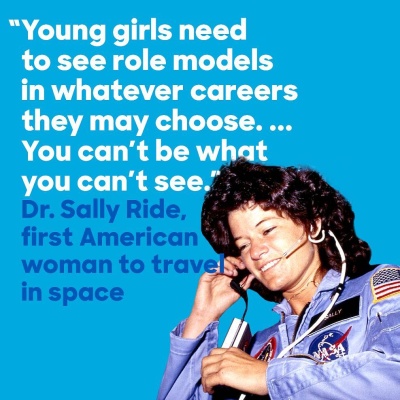 “Young girls need
to see role models
in whatever careers
they may choose. ...
You can’t be what
you can’t see.”
Dr. Sally Ride,
first American
woman to travel
in space
SALLY
NASA